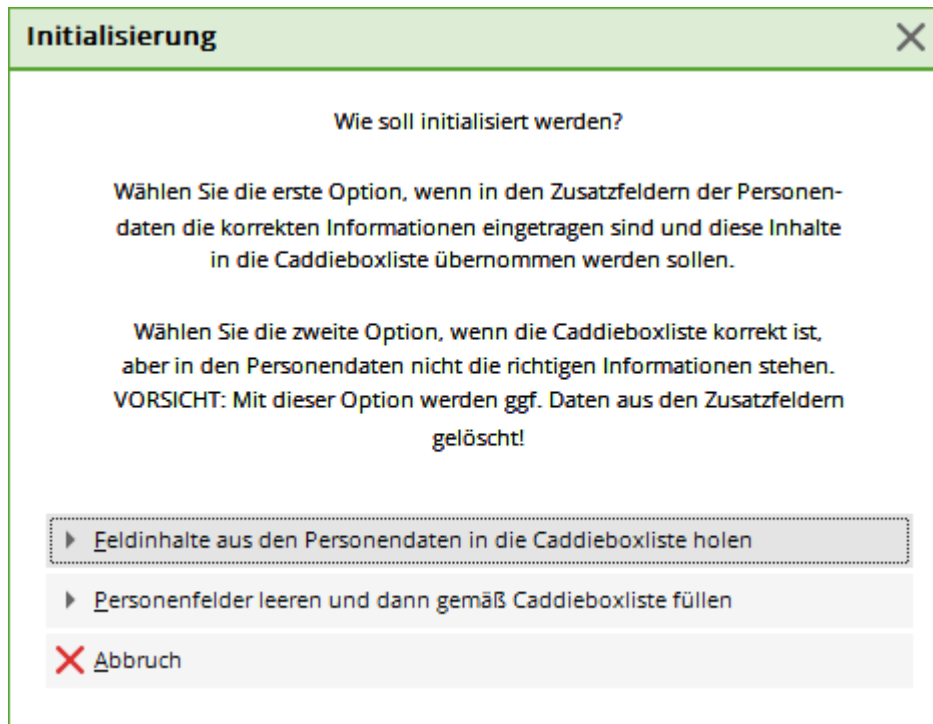 Initialisierung
Wie soll initialisiert werden?
Wählen Sie die erste Option, wenn in den Zusatzfeldern der Personen-
daten die korrekten Informationen eingetragen sind und diese Inhalte
in die Caddieboxliste übernommen werden sollen.
Wählen Sie die zweite Option, wenn die Caddieboxliste korrekt ist,
aber in den Personendaten nicht die richtigen Informationen stehen.
VORSICHT: Mit dieser Option werden ggf. Daten aus den Zusatzfeldern
gelöscht!
Feldinhalte aus den Personendaten in die Caddieboxliste holen
Personenfelder leeren und dann gemäß Caddieboxliste füllen
Abbruch